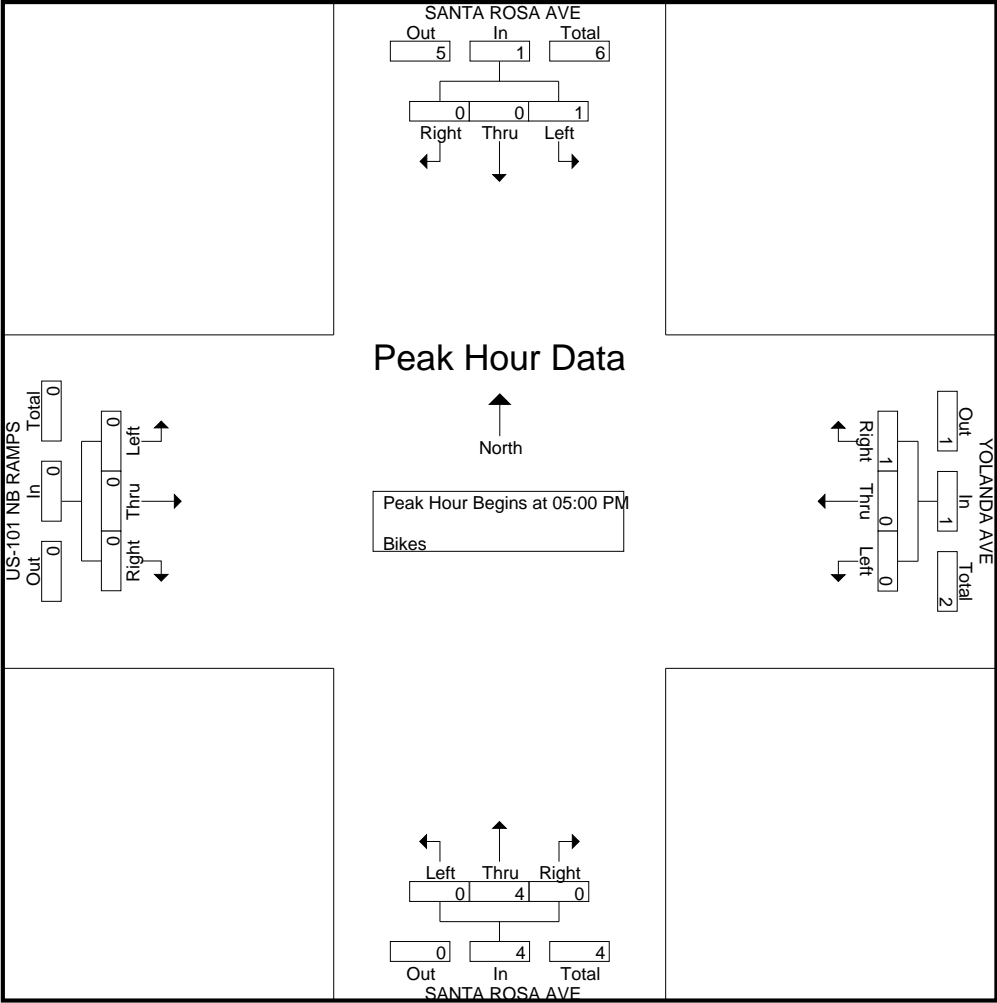 SANTA ROSA AVE
Out In Total
5 1 6
0 0 1
Right Thru Left
Peak Hour Data
North
Peak Hour Begins at 05:00 PM
Bikes
US-101 NB RAMPS
Out In Total
0 0 0
Right Thru Left
0 0 0
YOLANDA AVE
Out In Total
1 1 2
Right Thru Left
1 0 0
Left Thru Right
0 4 0
0 4 4
Out In Total
SANTA ROSA AVE